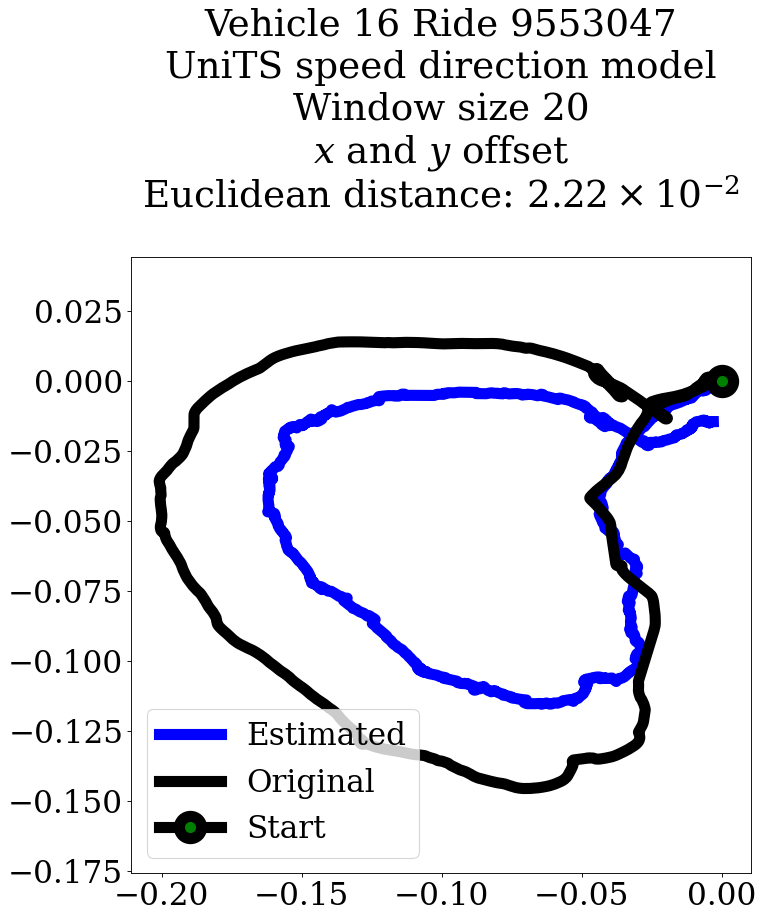 Vehicle 16 Ride 9553047
UniTS speed direction model
Window size 20
x and y offset
Euclidean distance: 2.22 × 10⁻²
0.025
0.000
−0.025
−0.050
−0.075
−0.100
−0.125
−0.150
−0.175
Estimated
Original
Start
−0.20 −0.15 −0.10 −0.05 0.00